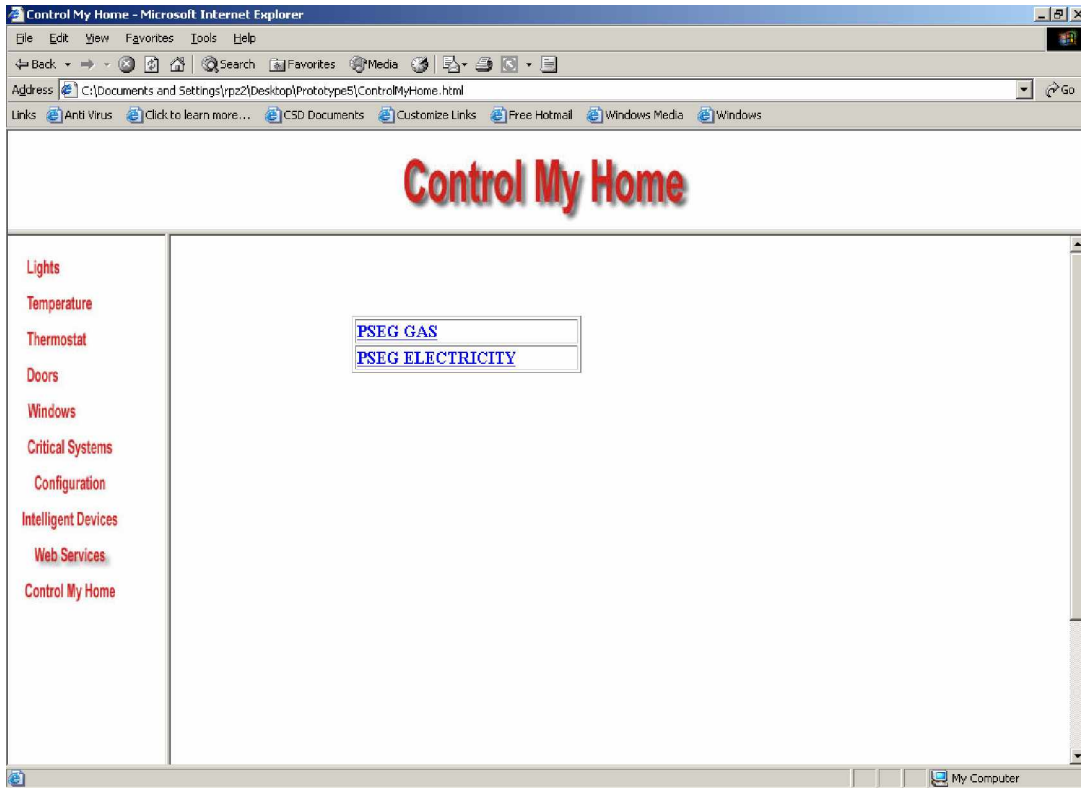 Control My Home - Microsoft Internet Explorer
File Edit View Favorites Tools Help
Back Search Favorites Media
Address C:\Documents and Settings\rpz2\Desktop\Prototype5\ControlMyHome.html Go
Links Anti Virus Click to learn more... CSD Documents Customize Links Free Hotmail Windows Media Windows
Control My Home
Lights
Temperature
Thermostat
Doors
Windows
Critical Systems
Configuration
Intelligent Devices
Web Services
Control My Home
PSEG GAS
PSEG ELECTRICITY
My Computer